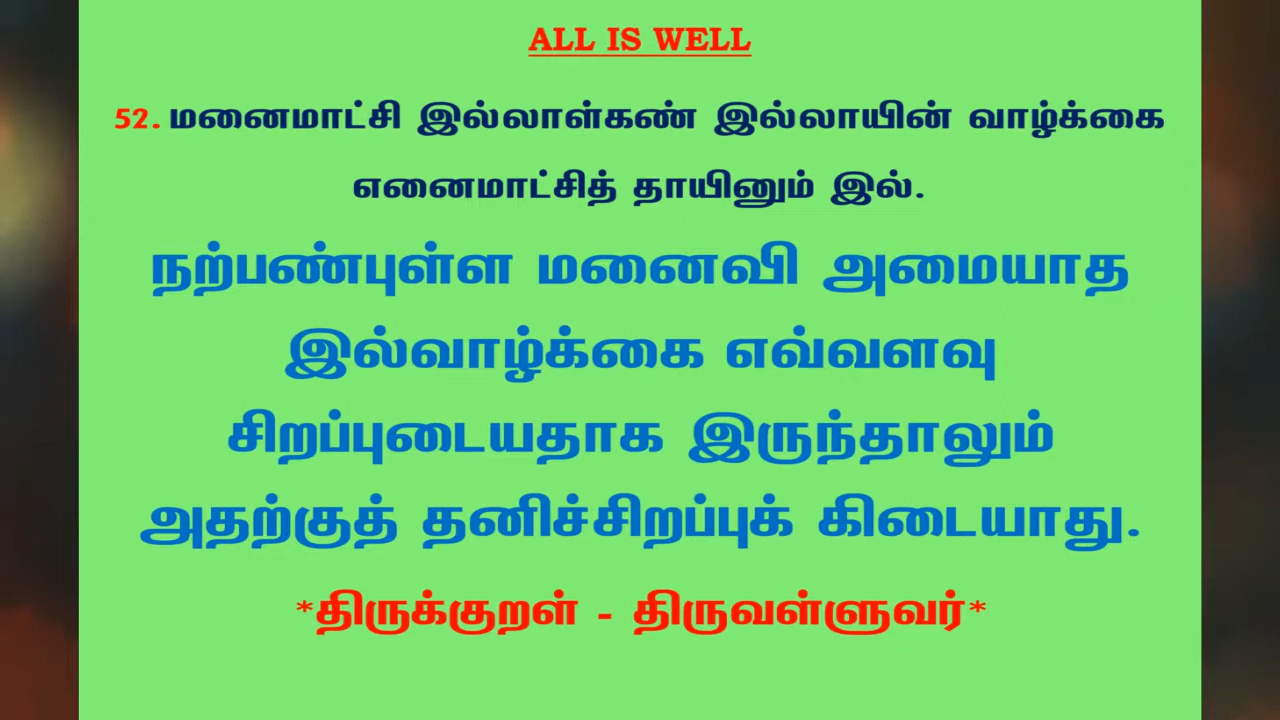 ALL IS WELL
52. மனைமாட்சி இல்லாள்கண் இல்லாயின் வாழ்க்கை
எனைமாட்சித் தாயினும் இல்.
நற்பண்புள்ள மனைவி அமையாத
இல்வாழ்க்கை எவ்வளவு
சிறப்புடையதாக இருந்தாலும்
அதற்குத் தனிச்சிறப்புக் கிடையாது.
*திருக்குறள் - திருவள்ளுவர்*